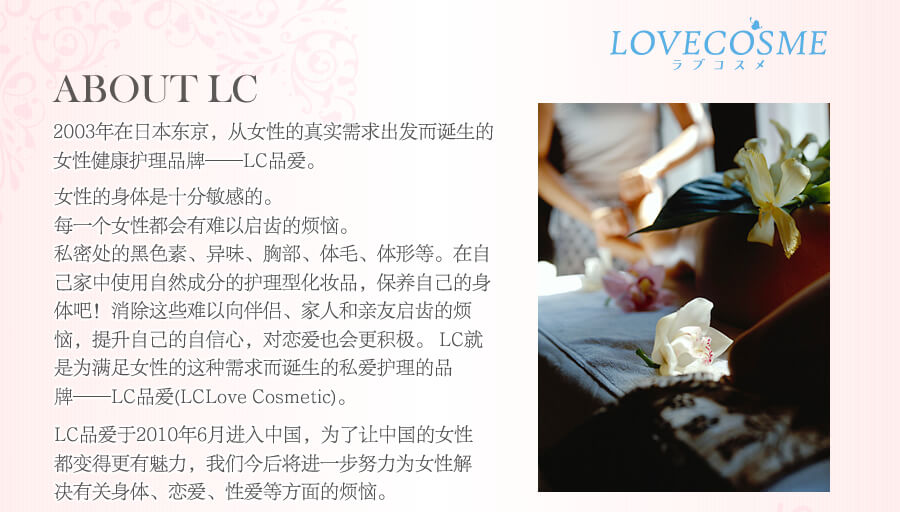 LOVECOSME
ラブコスメ
ABOUT LC
2003年在日本东京，从女性的真实需求出发而诞生的
女性健康护理品牌——LC品爱。
女性的身体是十分敏感的。
每一个女性都会有难以启齿的烦恼。
私密处的黑色素、异味、胸部、体毛、体形等。在自
己家中使用自然成分的护理型化妆品，保养自己的身
体吧！消除这些难以向伴侣、家人和亲友启齿的烦
恼，提升自己的自信心，对恋爱也会更积极。 LC就
是为满足女性的这种需求而诞生的私爱护理的品
牌——LC品爱(LCLove Cosmetic)。
LC品爱于2010年6月进入中国，为了让中国的女性
都变得更有魅力，我们今后将进一步努力为女性解
决有关身体、恋爱、性爱等方面的烦恼。